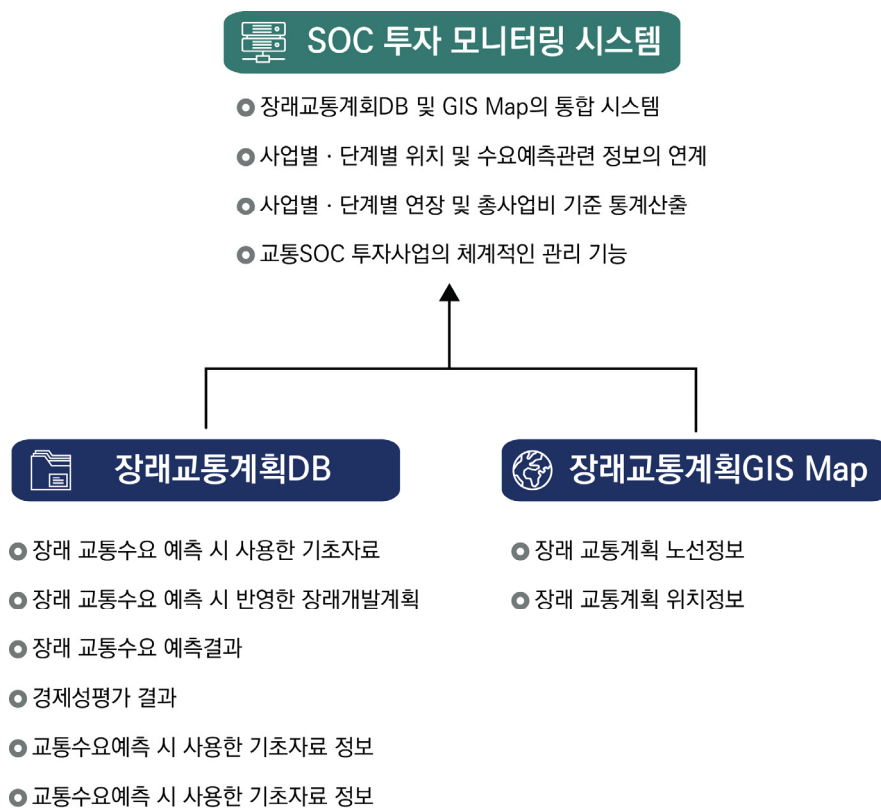 SOC 투자 모니터링 시스템
장래교통계회DB 및 GIS Map의 통합 시스템
사업별 · 단계별 위치 및 수요예측관련 정보의 연계
사업별 · 단계별 연장 및 총사업비 기준 통계산출
교통SOC 투자사업의 체계적인 관리 기능
장래교통계획DB
장래 교통수요 예측 시 사용한 기초자료
장래 교통수요 예측 시 반영한 장래개발계획
장래 교통수요 예측결과
경제성평가 결과
교통수요예측 시 사용한 기초자료 정보
교통수요예측 시 사용한 기초자료 정보
장래교통계획GIS Map
장래 교통계획 노선정보
장래 교통계획 위치정보